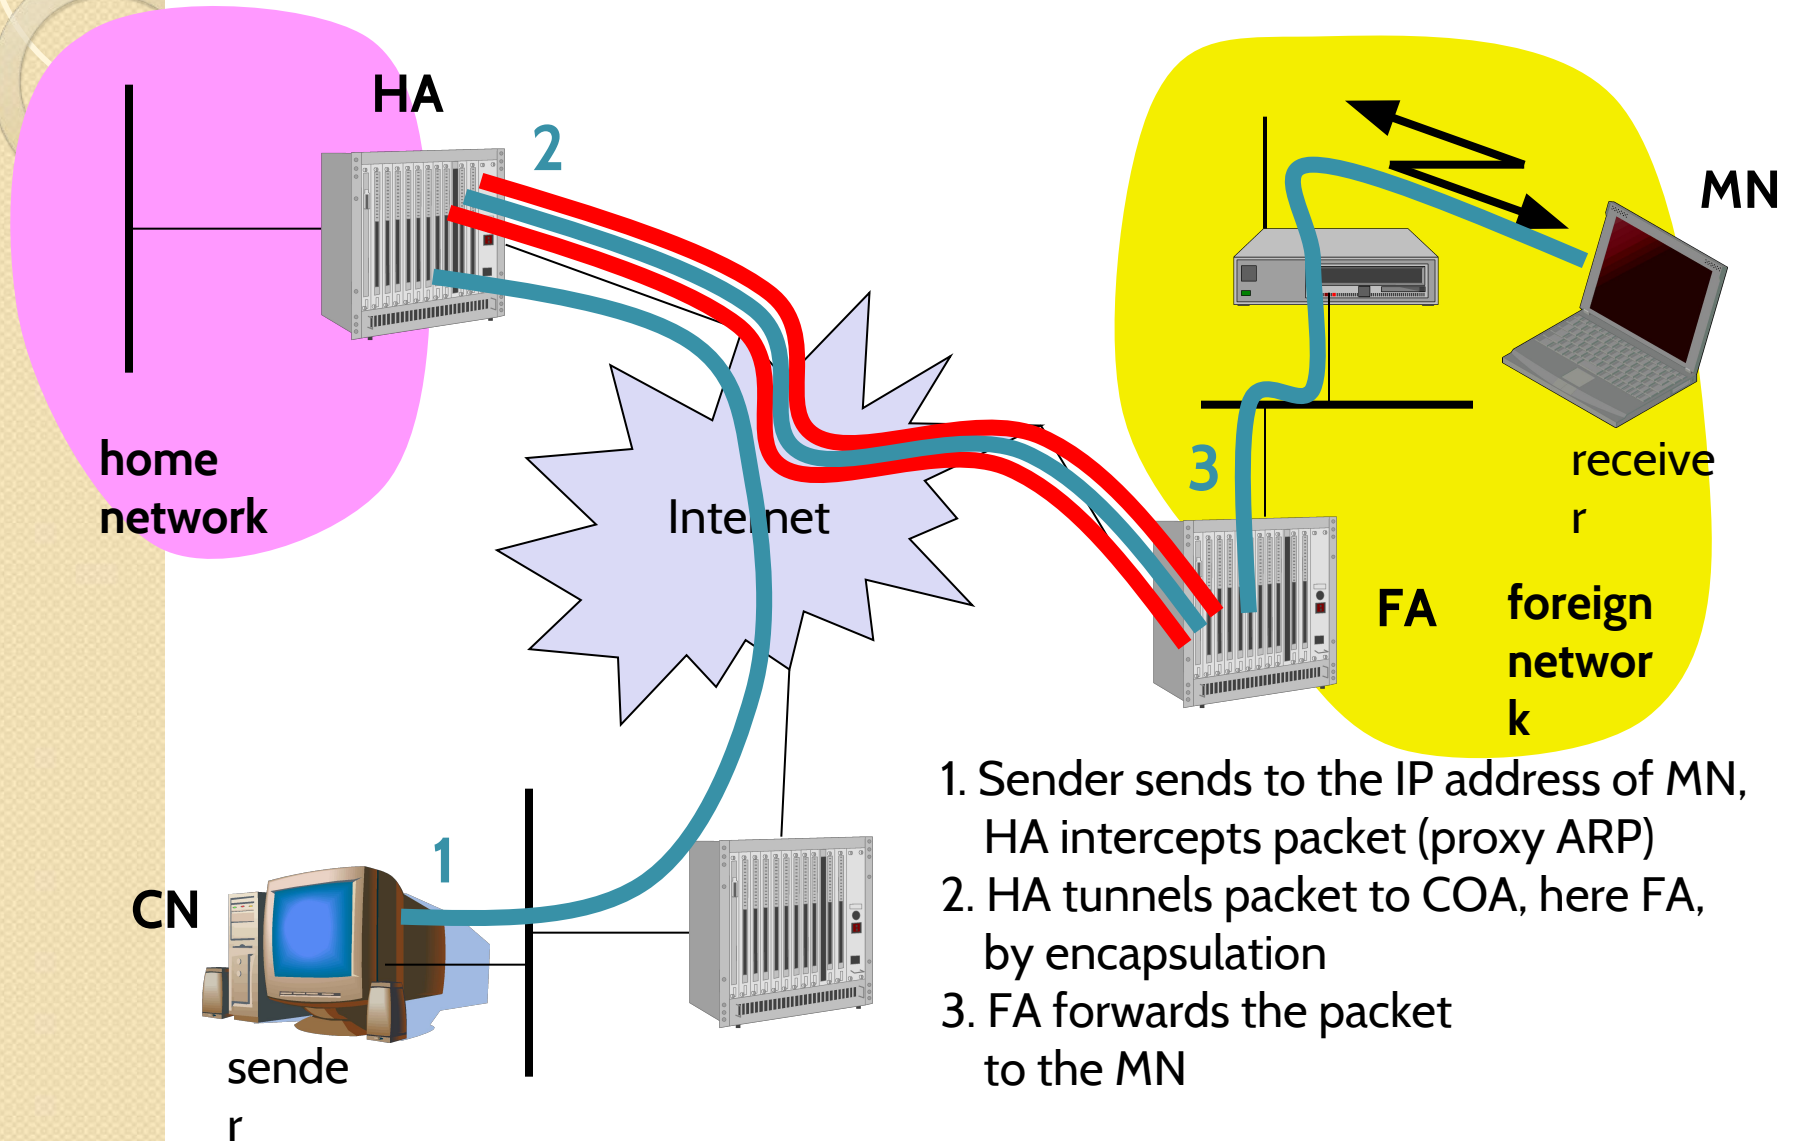 HA
2
MN
home
network
Internet
3
receive
r
FA
foreign
networ
k
1. Sender sends to the IP address of MN,
HA intercepts packet (proxy ARP)
2. HA tunnels packet to COA, here FA,
by encapsulation
3. FA forwards the packet
to the MN
1
CN
sende
r